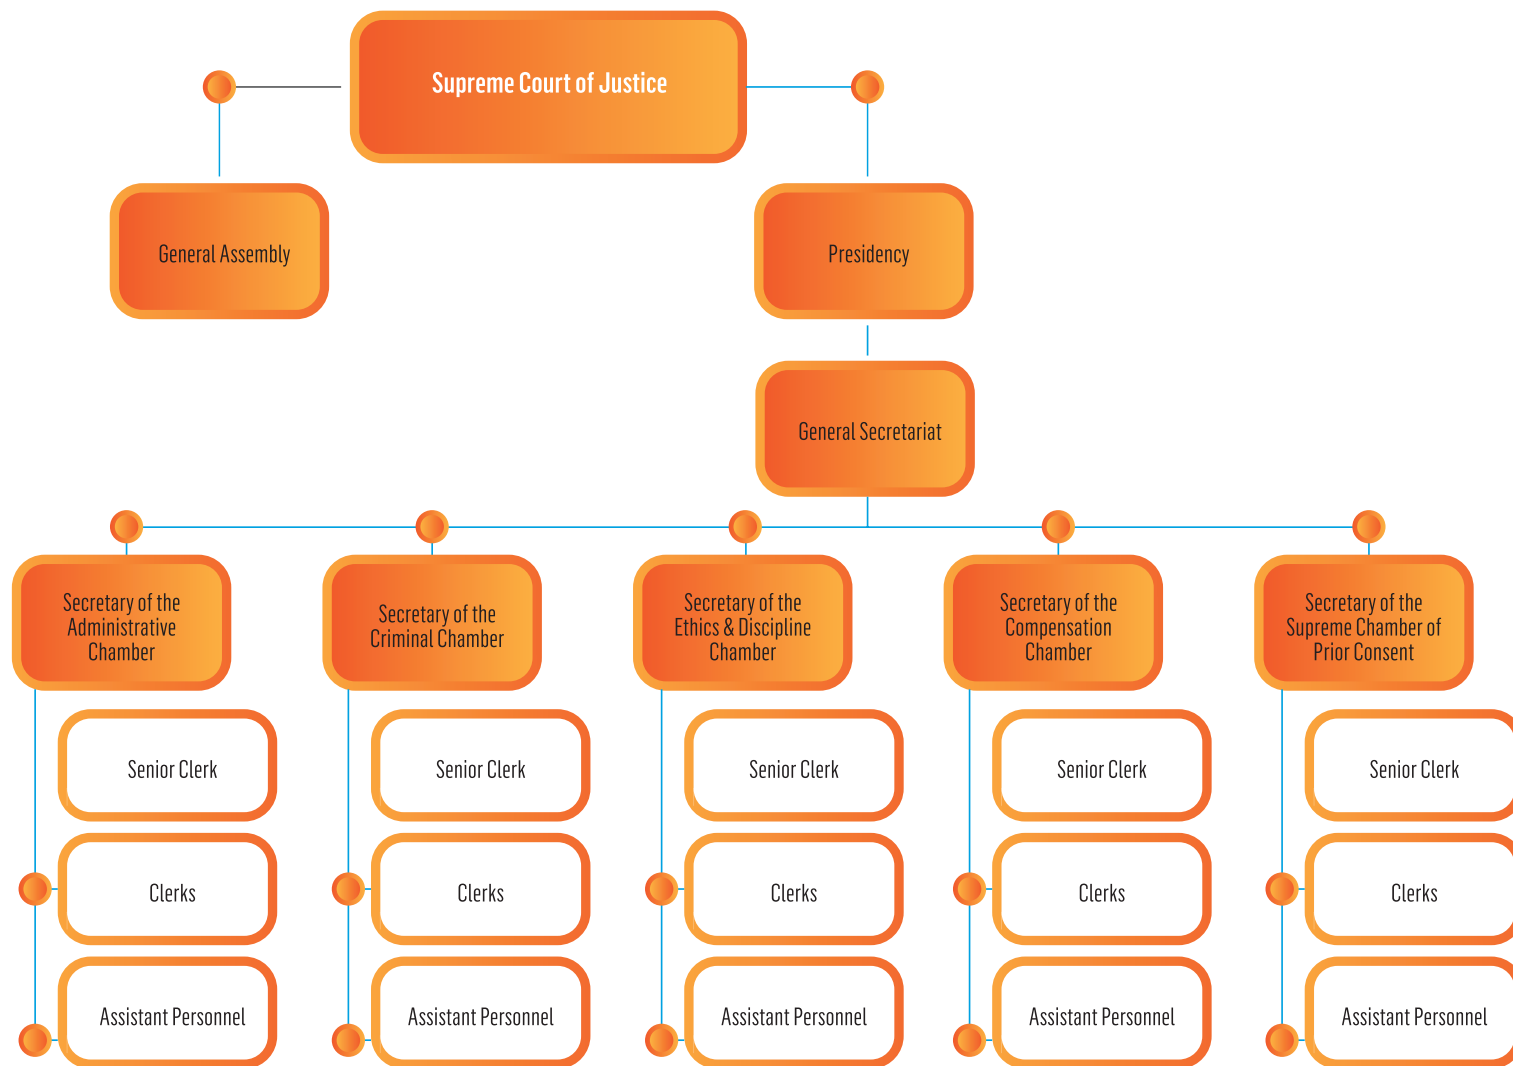 Supreme Court of Justice
General Assembly
Presidency
General Secretariat
Secretary of the
Administrative
Chamber
Secretary of the
Criminal Chamber
Secretary of the
Ethics & Discipline
Chamber
Secretary of the
Compensation
Chamber
Secretary of the
Supreme Chamber of
Prior Consent
Senior Clerk
Senior Clerk
Senior Clerk
Senior Clerk
Senior Clerk
Clerks
Clerks
Clerks
Clerks
Clerks
Assistant Personnel
Assistant Personnel
Assistant Personnel
Assistant Personnel
Assistant Personnel